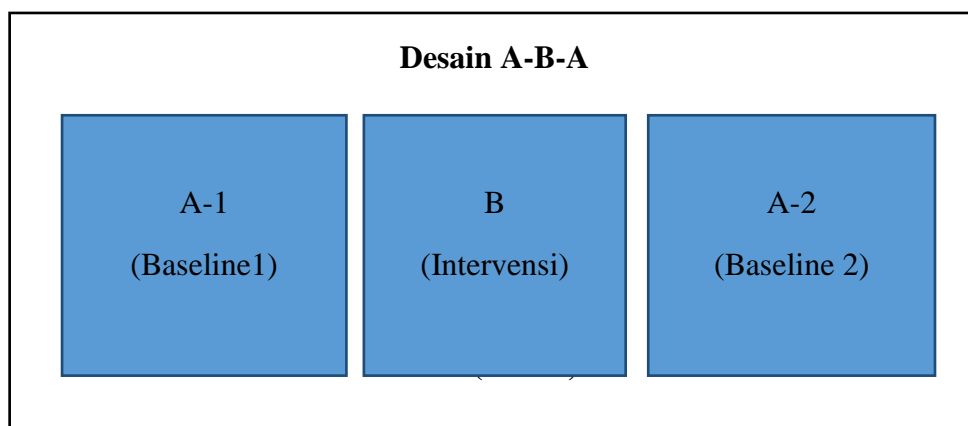 Desain A-B-A
A-1
(Baseline1)
B
(Intervensi)
A-2
(Baseline 2)